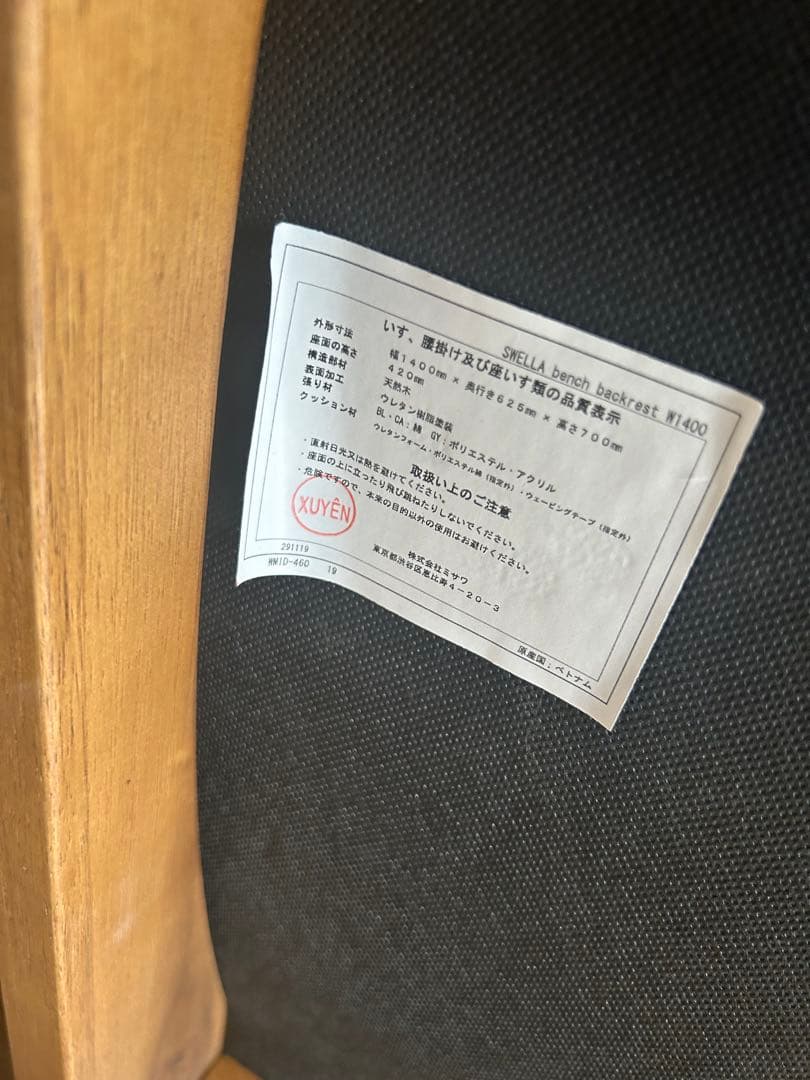 SWELLA bench backrest W1400
いす、腰掛け及び座いす類の品質表示
外形寸法 幅1400㎜ × 奥行き625㎜ × 高さ700㎜
座面の高さ 420㎜
構造部材 天然木
表面加工 ウレタン樹脂塗装
張り材 BL・CA：綿 GY：ポリエステル・アクリル
クッション材 ウレタンフォーム・ポリエステル綿（指定外）・ウェービングテープ（指定外）
取扱い上のご注意
・直射日光又は熱を避けてください。
・座面の上に立ったり飛び跳ねたりしないでください。
・危険ですので、本来の目的以外の使用はお避けください。
XUYÊN
株式会社ミサワ
東京都渋谷区恵比寿4-20-3
291119
WMID-460 19
原産国：ベトナム